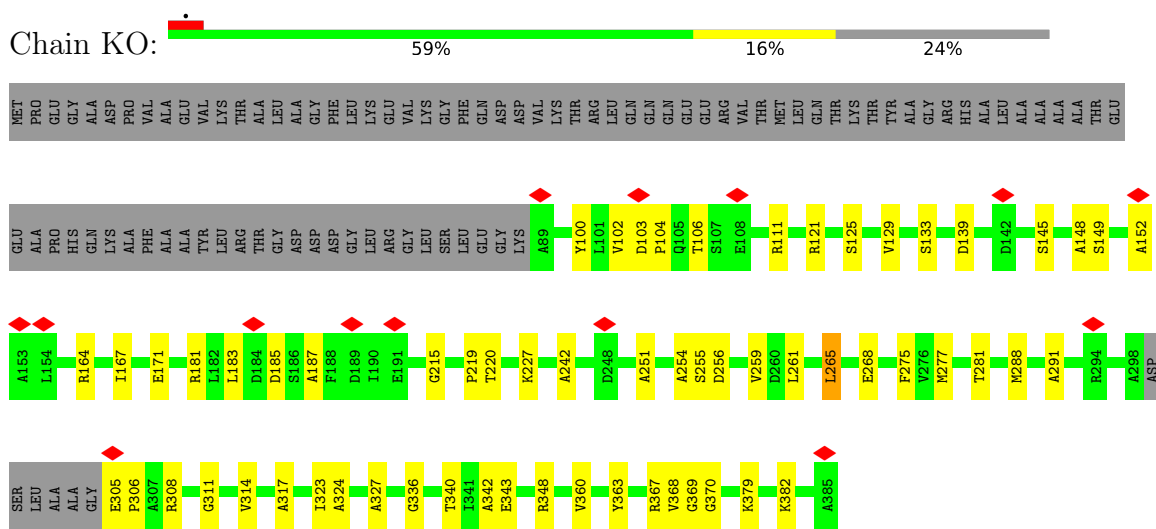 Chain KO:
59% 16% 24%
MET PRO GLU GLY ALA ASP PRO VAL ALA GLU VAL LYS THR ALA LEU ALA GLY PHE LEU LYS GLU VAL LYS GLY PHE GLN ASP ASP VAL LYS THR ARG LEU GLN GLN GLN GLU GLU ARG VAL THR MET LEU GLN THR LYS THR TYR ALA GLY ARG HIS ALA LEU ALA ALA ALA ALA THR GLU
GLU ALA PRO HIS GLN LYS ALA PHE ALA ALA TYR LEU ARG THR GLY ASP ASP ASP GLY LEU ARG GLY LEU SER LEU GLU GLY LYS A89 Y100 L101 V102 D103 P104 Q105 T106 S107 E108 R111 R121 S125 V129 S133 D139 D142 S145 A148 S149 A152
A153 L154 R164 I167 E171 R181 L182 L183 D184 D185 S186 A187 F188 D189 I190 E191 G215 P219 T220 K227 A242 D248 A251 A254 S255 D256 V259 D260 L261 L265 E268 F275 V276 M277 T281 M288 A291 R294 A298 ASP
SER LEU ALA ALA GLY E305 P306 A307 R308 G311 V314 A317 I323 A324 A327 G336 T340 I341 A342 E343 R348 V360 Y363 R367 V368 G369 G370 K379 K382 A385